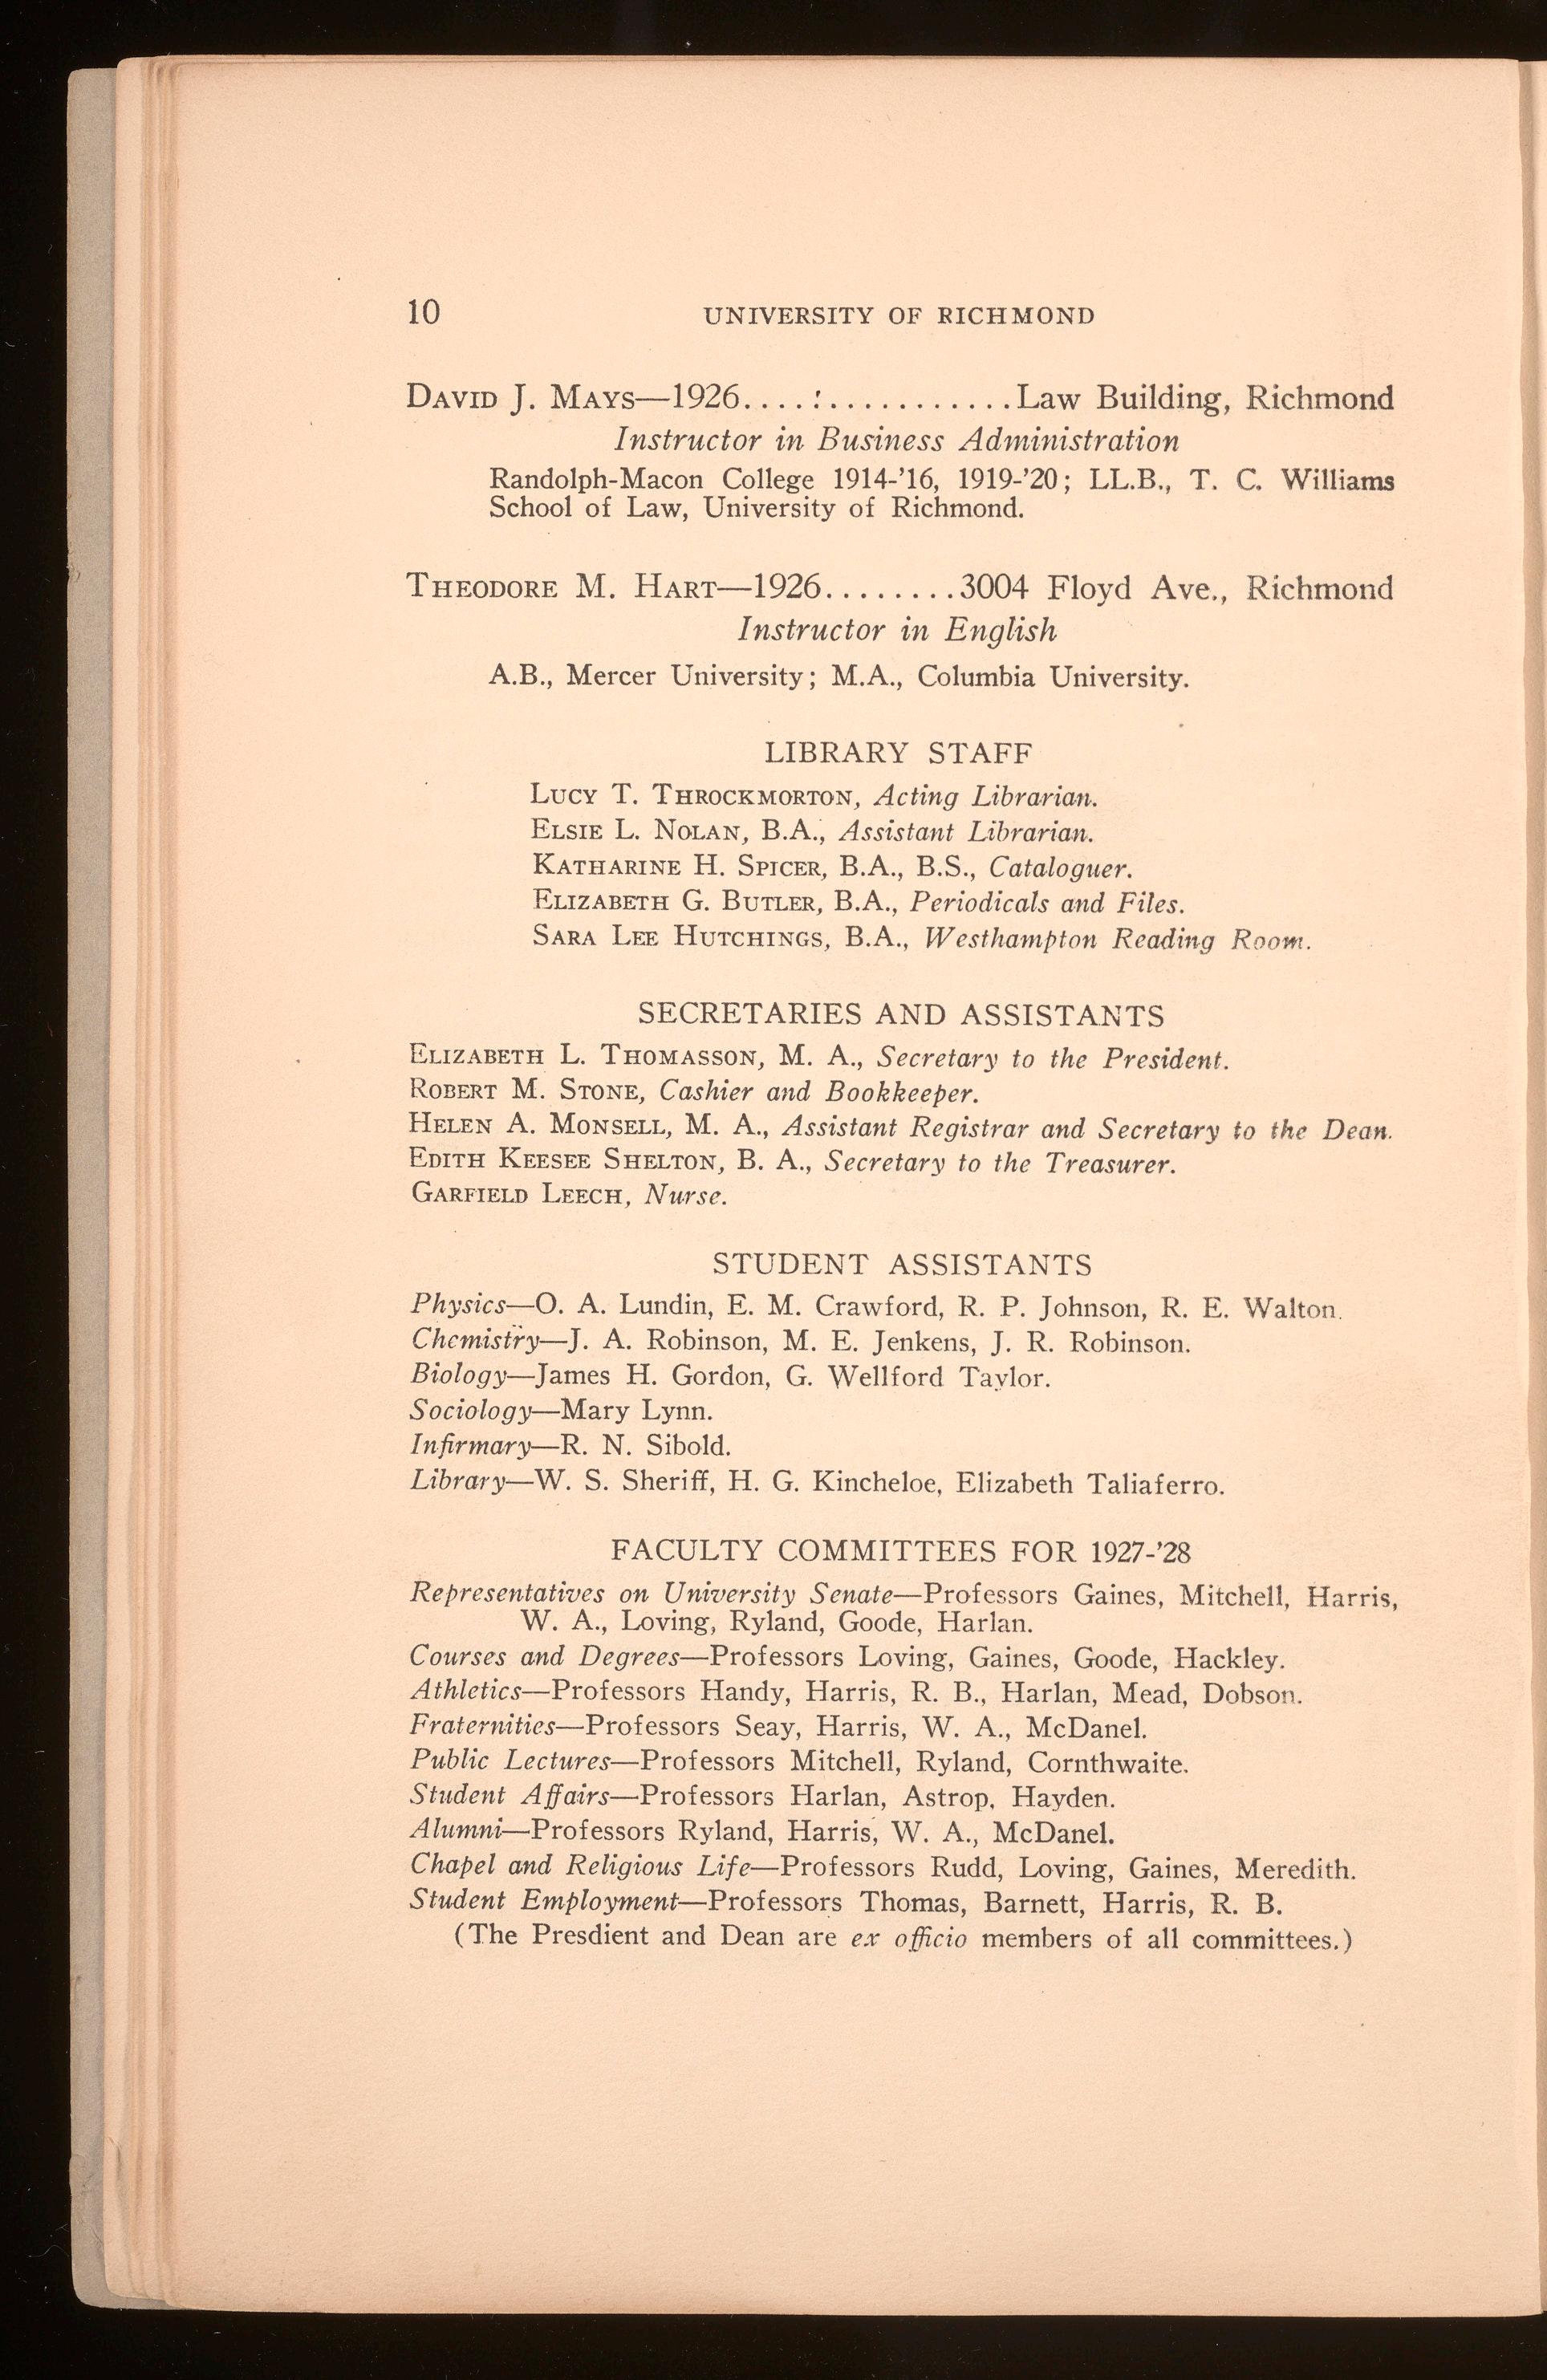 10 UNIVERSITY OF RICHMOND
DAVID J. MAYS—1926....:............Law Building, Richmond
Instructor in Business Administration
Randolph-Macon College 1914-'16, 1919-'20; LL.B., T. C. Williams
School of Law, University of Richmond.
THEODORE M. HART—1926........3004 Floyd Ave., Richmond
Instructor in English
A.B., Mercer University; M.A., Columbia University.
LIBRARY STAFF
LUCY T. THROCKMORTON, Acting Librarian.
ELSIE L. NOLAN, B.A., Assistant Librarian.
KATHARINE H. SPICER, B.A., B.S., Cataloguer.
ELIZABETH G. BUTLER, B.A., Periodicals and Files.
SARA LEE HUTCHINGS, B.A., Westhampton Reading Room.
SECRETARIES AND ASSISTANTS
ELIZABETH L. THOMASSON, M. A., Secretary to the President.
ROBERT M. STONE, Cashier and Bookkeeper.
HELEN A. MONSELL, M. A., Assistant Registrar and Secretary to the Dean.
EDITH KEESEE SHELTON, B. A., Secretary to the Treasurer.
GARFIELD LEECH, Nurse.
STUDENT ASSISTANTS
Physics—O. A. Lundin, E. M. Crawford, R. P. Johnson, R. E. Walton.
Chemistry—J. A. Robinson, M. E. Jenkens, J. R. Robinson.
Biology—James H. Gordon, G. Wellford Taylor.
Sociology—Mary Lynn.
Infirmary—R. N. Sibold.
Library—W. S. Sheriff, H. G. Kincheloe, Elizabeth Taliaferro.
FACULTY COMMITTEES FOR 1927-'28
Representatives on University Senate—Professors Gaines, Mitchell, Harris,
W. A., Loving, Ryland, Goode, Harlan.
Courses and Degrees—Professors Loving, Gaines, Goode, Hackley.
Athletics—Professors Handy, Harris, R. B., Harlan, Mead, Dobson.
Fraternities—Professors Seay, Harris, W. A., McDanel.
Public Lectures—Professors Mitchell, Ryland, Cornthwaite.
Student Affairs—Professors Harlan, Astrop, Hayden.
Alumni—Professors Ryland, Harris, W. A., McDanel.
Chapel and Religious Life—Professors Rudd, Loving, Gaines, Meredith.
Student Employment—Professors Thomas, Barnett, Harris, R. B.
(The Presdient and Dean are ex officio members of all committees.)